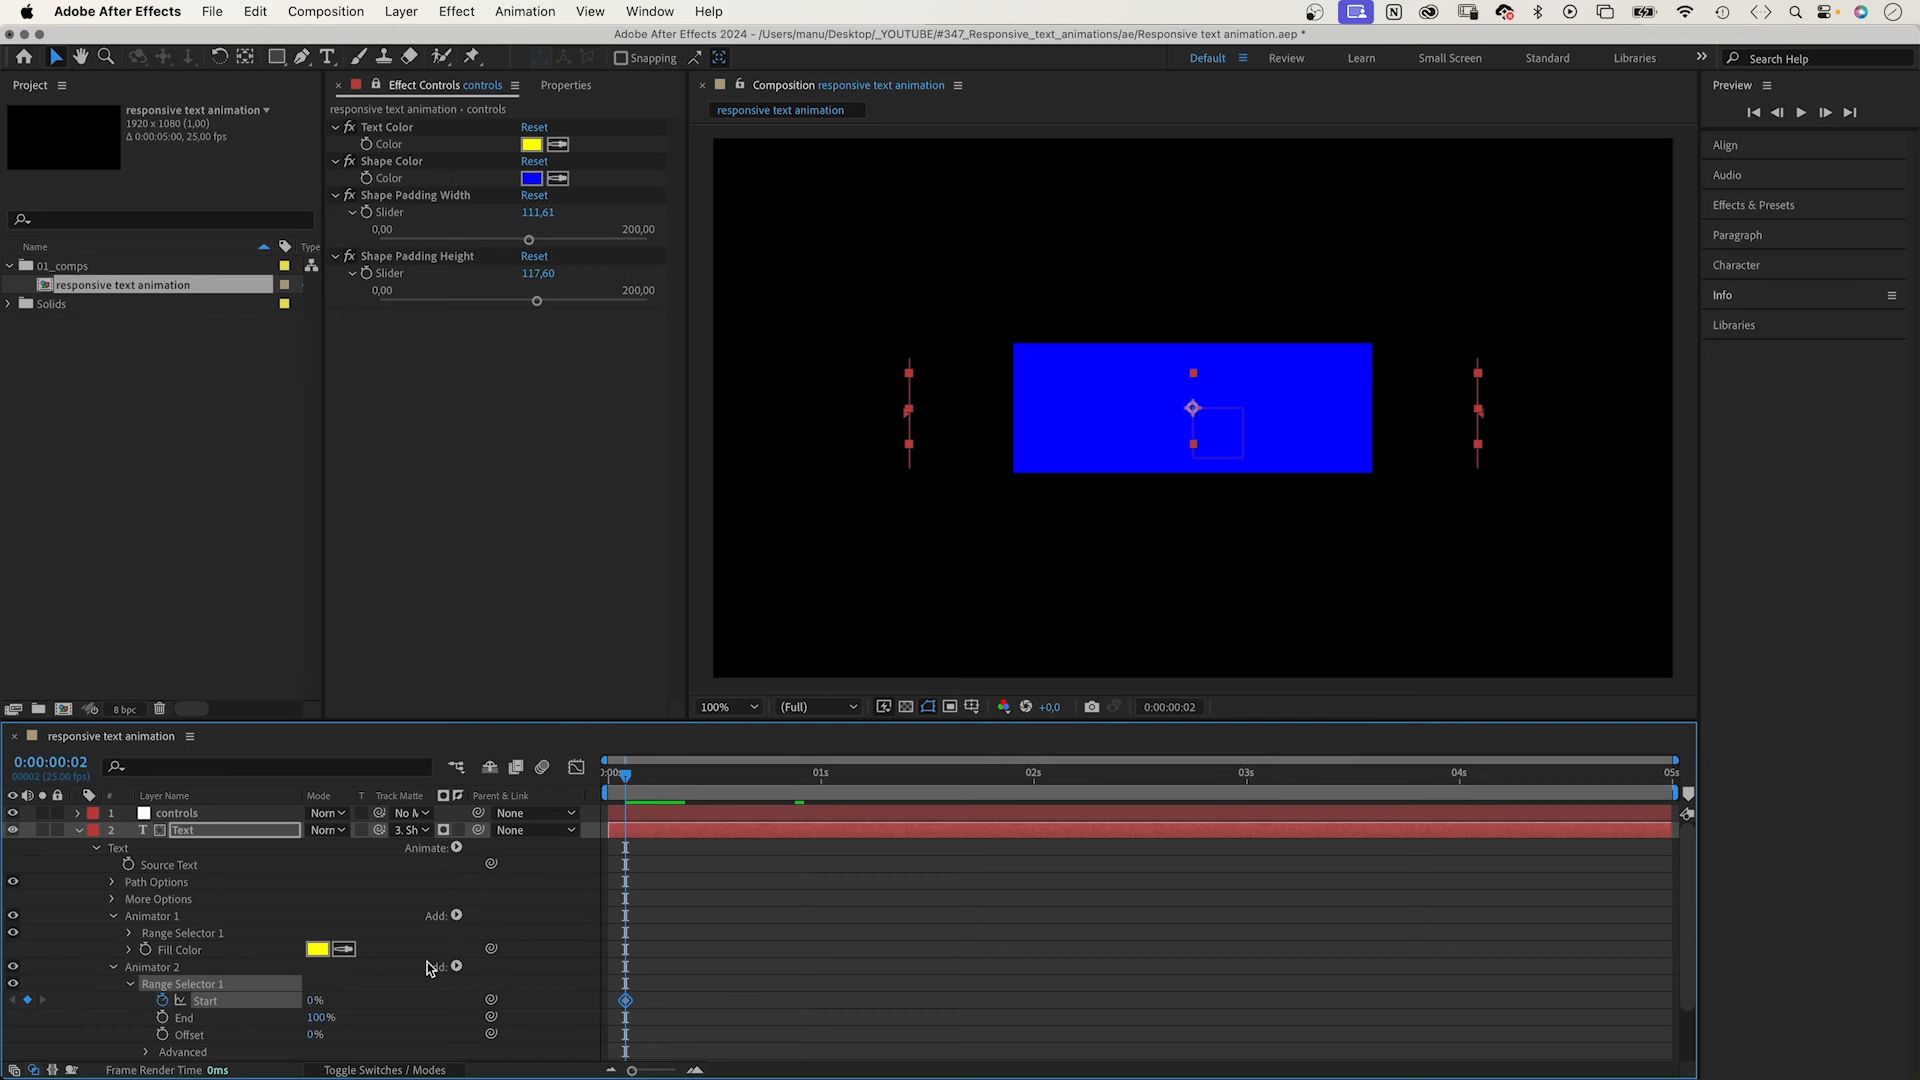 Adobe After Effects File Edit Composition Layer Effect Animation View Window Help
Adobe After Effects 2024 - /Users/manu/Desktop/_YOUTUBE/#347_Responsive_text_animations/ae/Responsive text animation.aep *
Snapping Default Review Learn Small Screen Standard Libraries Search Help
Project
responsive text animation
1920 x 1080 (1,00)
Δ 0:00:05:00, 25,00 fps
Name Type
01_comps
responsive text animation
Solids
8 bpc
Effect Controls controls Properties
responsive text animation • controls
fx Text Color Reset
Color
fx Shape Color Reset
Color
fx Shape Padding Width Reset
Slider 111,61
0,00 200,00
fx Shape Padding Height Reset
Slider 117,60
0,00 200,00
Composition responsive text animation
responsive text animation
100% (Full) +0,0 0:00:00:02
Preview
Align
Audio
Effects & Presets
Paragraph
Character
Info
Libraries
responsive text animation
0:00:00:02
00002 (25.00 fps)
:00s 01s 02s 03s 04s 05s
# Layer Name Mode T Track Matte Parent & Link
1 controls Norn No M None
2 T Text Norn 3. Sh None
Text Animate:
Source Text
Path Options
More Options
Animator 1 Add:
Range Selector 1
Fill Color
Animator 2
Range Selector 1
Start 0%
End 100%
Offset 0%
Advanced
Frame Render Time 0ms Toggle Switches / Modes